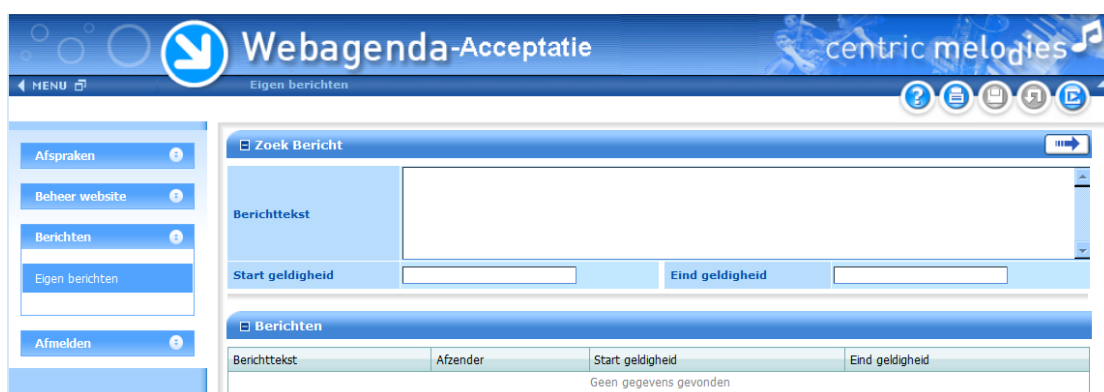 Webagenda-Acceptatie
centric melodies
MENU
Eigen berichten
Afspraken
Beheer website
Berichten
Eigen berichten
Afmelden
Zoek Bericht
Berichttekst
Start geldigheid Eind geldigheid
Berichten
Berichttekst Afzender Start geldigheid Eind geldigheid
Geen gegevens gevonden